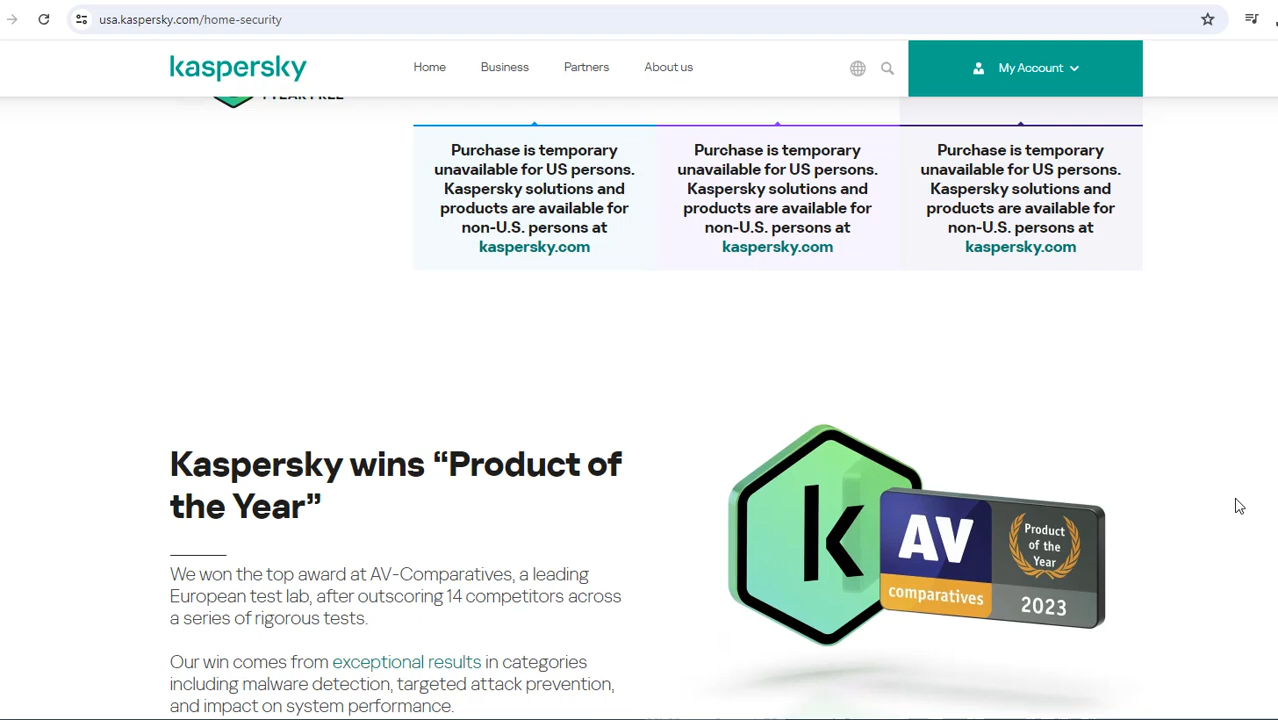 usa.kaspersky.com/home-security
kaspersky
Home
Business
Partners
About us
My Account
Purchase is temporary
unavailable for US persons.
Kaspersky solutions and
products are available for
non-U.S. persons at
kaspersky.com
Purchase is temporary
unavailable for US persons.
Kaspersky solutions and
products are available for
non-U.S. persons at
kaspersky.com
Purchase is temporary
unavailable for US persons.
Kaspersky solutions and
products are available for
non-U.S. persons at
kaspersky.com
Kaspersky wins “Product of
the Year”
We won the top award at AV-Comparatives, a leading
European test lab, after outscoring 14 competitors across
a series of rigorous tests.
Our win comes from exceptional results in categories
including malware detection, targeted attack prevention,
and impact on system performance.
k
AV
comparatives
Product
of the
Year
2023